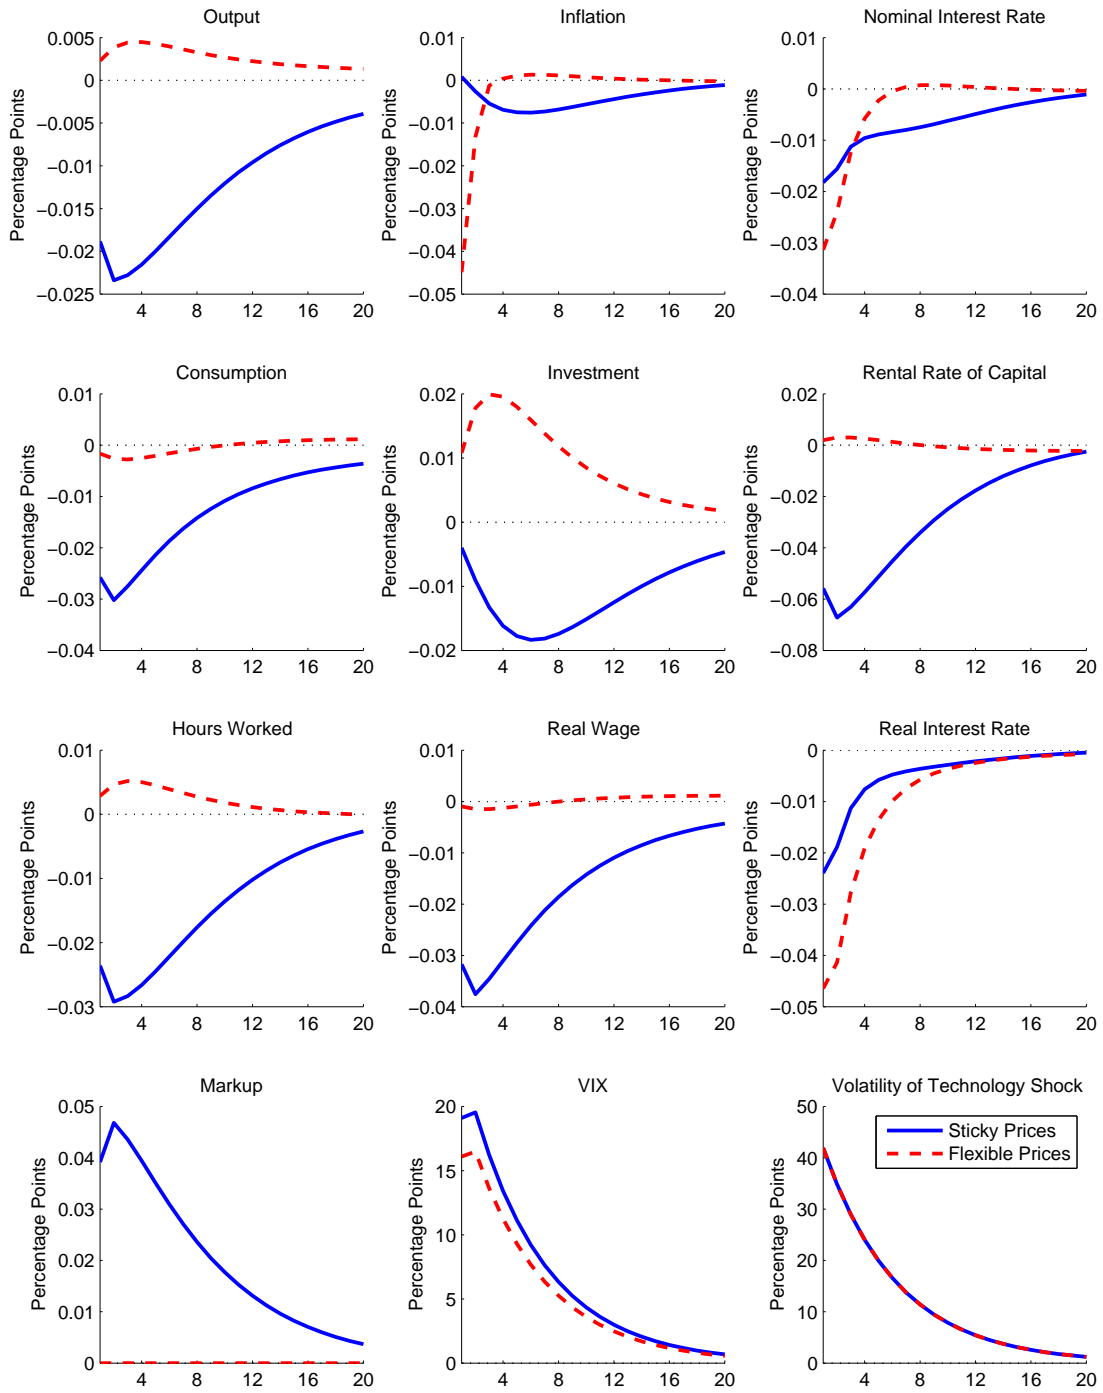 Output
Inflation
Nominal Interest Rate
0.005
0
−0.005
−0.01
−0.015
−0.02
−0.025
Percentage Points
4 8 12 16 20
0.01
0
−0.01
−0.02
−0.03
−0.04
−0.05
Percentage Points
4 8 12 16 20
0.01
0
−0.01
−0.02
−0.03
−0.04
Percentage Points
4 8 12 16 20
Consumption
Investment
Rental Rate of Capital
0.01
0
−0.01
−0.02
−0.03
−0.04
Percentage Points
4 8 12 16 20
0.02
0.01
0
−0.01
−0.02
Percentage Points
4 8 12 16 20
0.02
0
−0.02
−0.04
−0.06
−0.08
Percentage Points
4 8 12 16 20
Hours Worked
Real Wage
Real Interest Rate
0.01
0
−0.01
−0.02
−0.03
Percentage Points
4 8 12 16 20
0.01
0
−0.01
−0.02
−0.03
−0.04
Percentage Points
4 8 12 16 20
0
−0.01
−0.02
−0.03
−0.04
−0.05
Percentage Points
4 8 12 16 20
Markup
VIX
Volatility of Technology Shock
0.05
0.04
0.03
0.02
0.01
0
Percentage Points
4 8 12 16 20
20
15
10
5
0
Percentage Points
4 8 12 16 20
50
40
30
20
10
0
Percentage Points
4 8 12 16 20
Sticky Prices
Flexible Prices